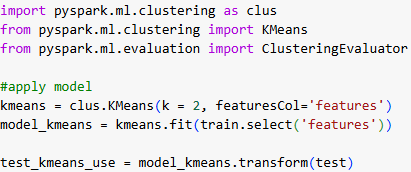 import pyspark.ml.clustering as clus
from pyspark.ml.clustering import KMeans
from pyspark.ml.evaluation import ClusteringEvaluator
#apply model
kmeans = clus.KMeans(k = 2, featuresCol='features')
model_kmeans = kmeans.fit(train.select('features'))
test_kmeans_use = model_kmeans.transform(test)